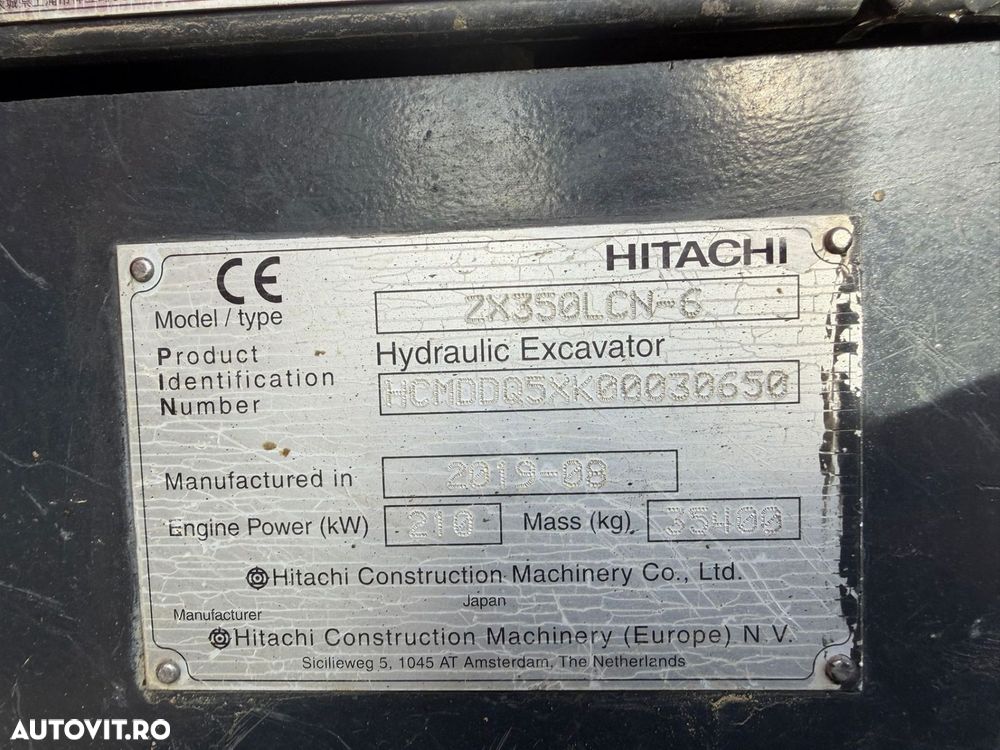 CE
HITACHI
Model / type ZX350LCN-6
Product Hydraulic Excavator
Identification
Number HCMDDQ5XK00030650
Manufactured in 2019-08
Engine Power (kW) 210 Mass (kg) 35400
Hitachi Construction Machinery Co., Ltd.
Japan
Manufacturer
Hitachi Construction Machinery (Europe) N.V.
Sicilieweg 5, 1045 AT Amsterdam, The Netherlands
AUTOVIT.RO